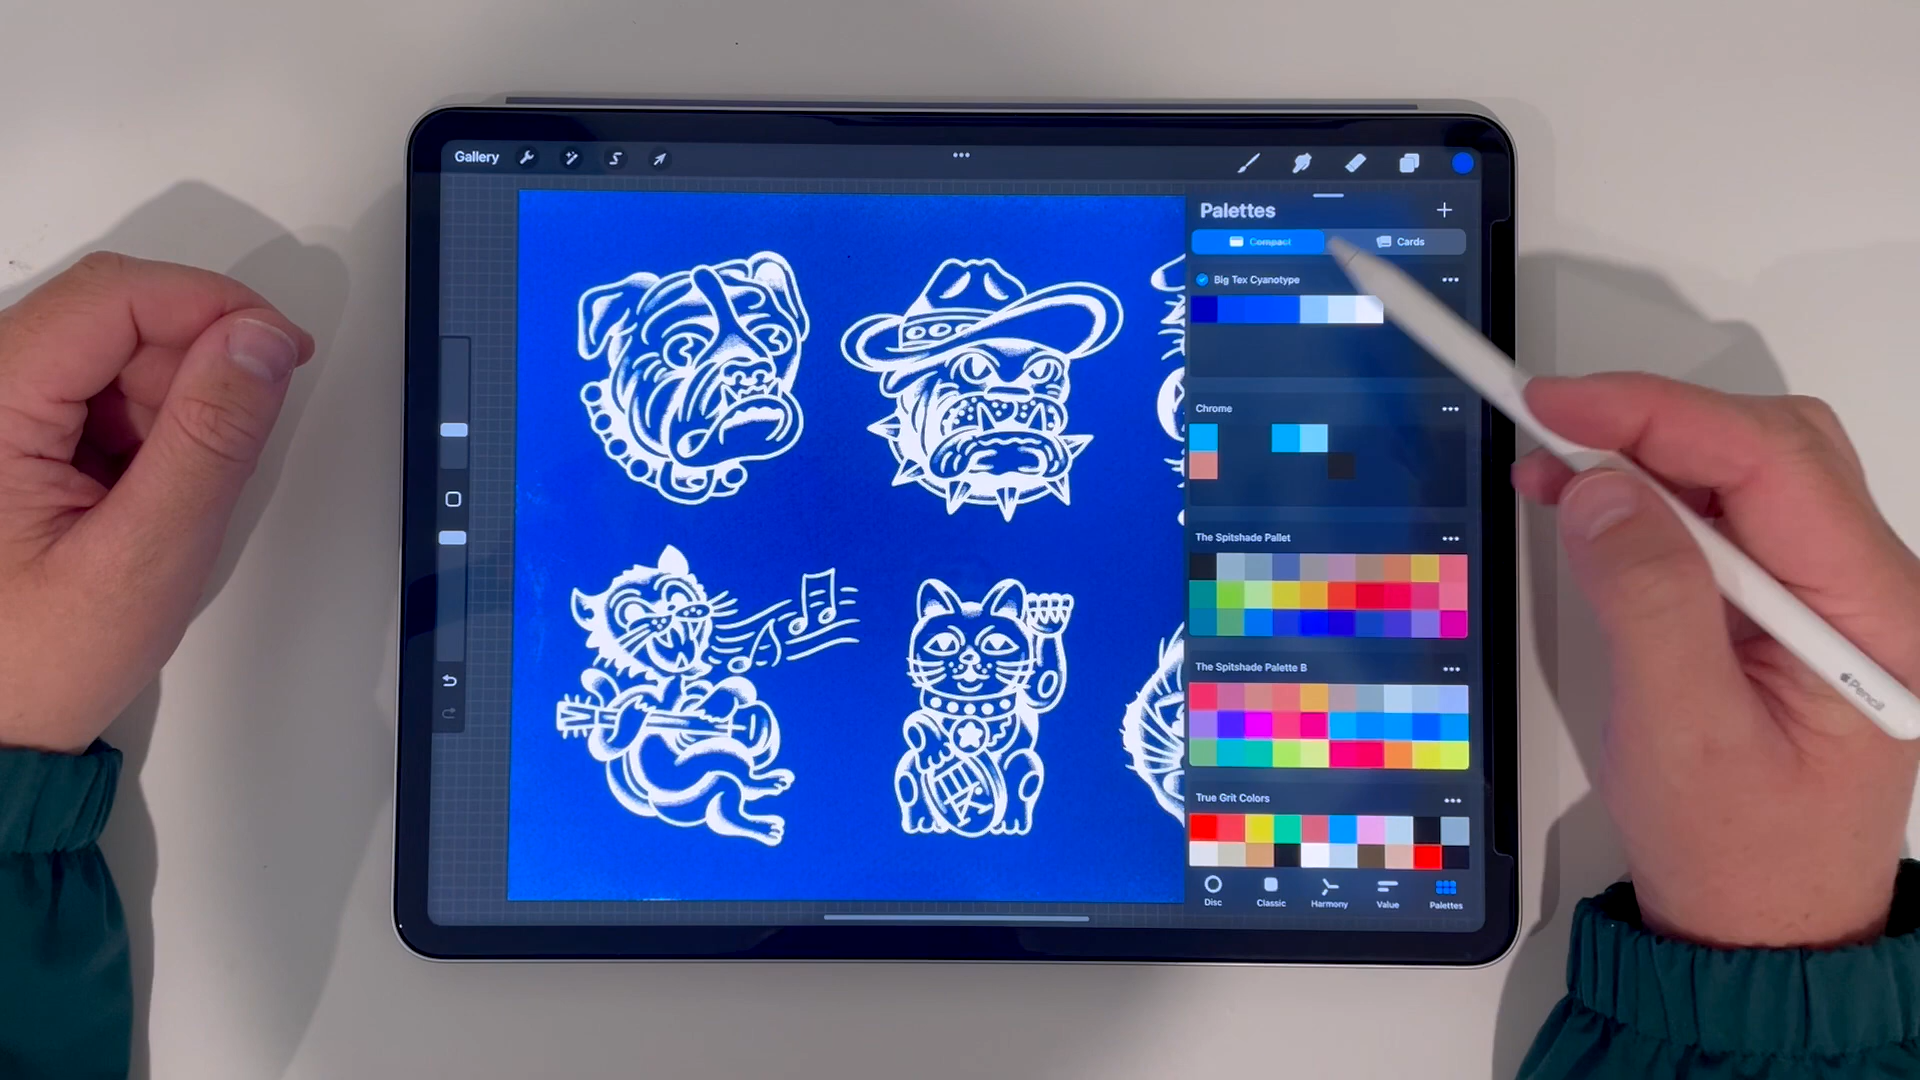 Gallery
Palettes
Compact
Cards
Big Tex Cyanotype
Chrome
The Spitshade Pallet
The Spitshade Palette B
True Grit Colors
Disc
Classic
Harmony
Value
Palettes
Pencil